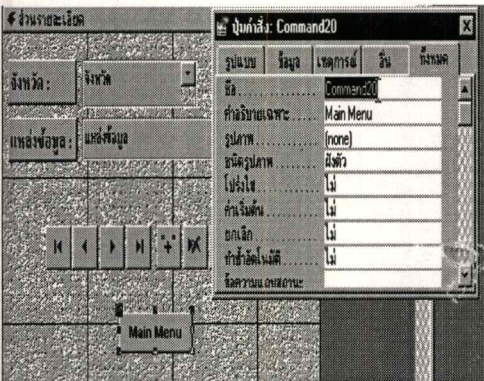 ส่วนรายละเอียด
จังหวัด :
จังหวัด
แหล่งข้อมูล :
แหล่งข้อมูล
Main Menu
ปุ่มคำสั่ง: Command20
รูปแบบ ข้อมูล เหตุการณ์ อื่น ทั้งหมด
ชื่อ........... Command20
คำอธิบายเฉพาะ......... Main Menu
รูปภาพ........... (none)
ชนิดรูปภาพ......... ฝังตัว
โปร่งใส........... ไม่
ค่าเริ่มต้น........... ไม่
ยกเลิก........... ไม่
ทำซ้ำอัตโนมัติ......... ไม่
ข้อความแถบสถานะ